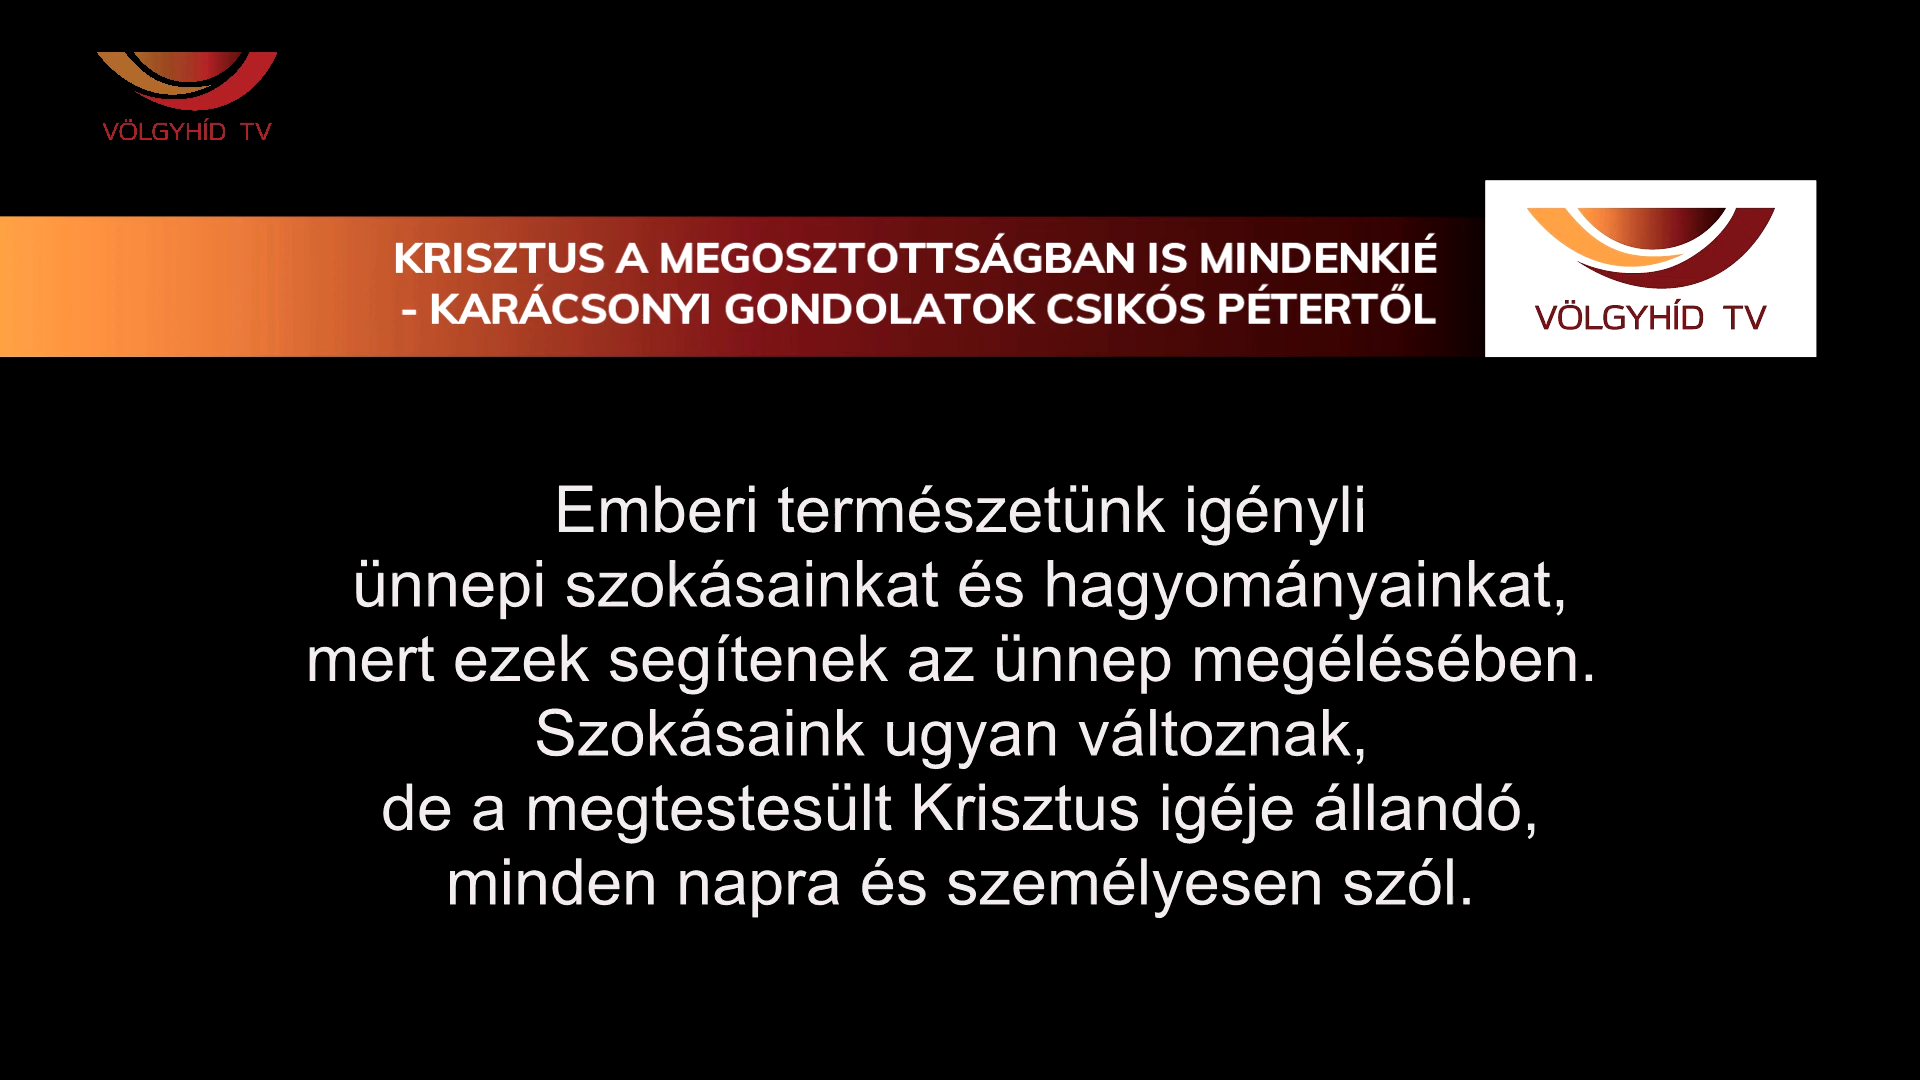 VÖLGYHÍD TV
KRISZTUS A MEGOSZTOTTSÁGBAN IS MINDENKIÉ
- KARÁCSONYI GONDOLATOK CSIKÓS PÉTERTŐL
VÖLGYHÍD TV
Emberi természetünk igényli
ünnepi szokásainkat és hagyományainkat,
mert ezek segítenek az ünnep megélésében.
Szokásaink ugyan változnak,
de a megtestesült Krisztus igéje állandó,
minden napra és személyesen szól.